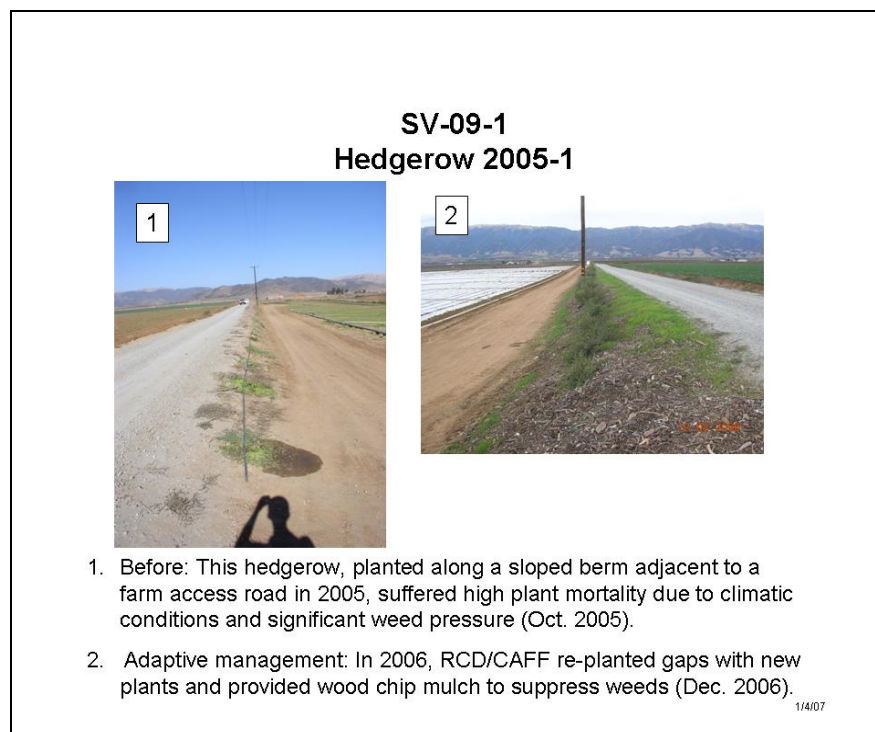 SV-09-1
Hedgerow 2005-1
1
2
1. Before: This hedgerow, planted along a sloped berm adjacent to a
farm access road in 2005, suffered high plant mortality due to climatic
conditions and significant weed pressure (Oct. 2005).
2. Adaptive management: In 2006, RCD/CAFF re-planted gaps with new
plants and provided wood chip mulch to suppress weeds (Dec. 2006).
1/4/07